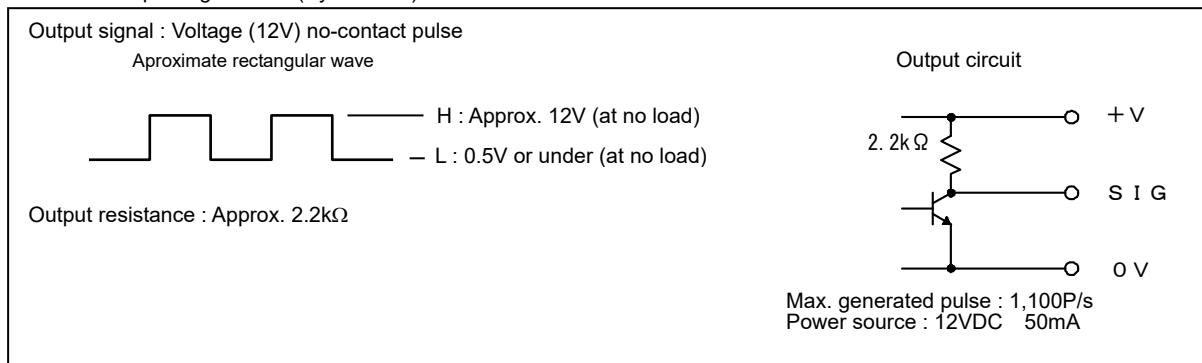 Output signal : Voltage (12V) no-contact pulse
Aproximate rectangular wave
H : Approx. 12V (at no load)
L : 0.5V or under (at no load)
Output resistance : Approx. 2.2kΩ
Output circuit
+V
2.2kΩ
SIG
0V
Max. generated pulse : 1,100P/s
Power source : 12VDC 50mA